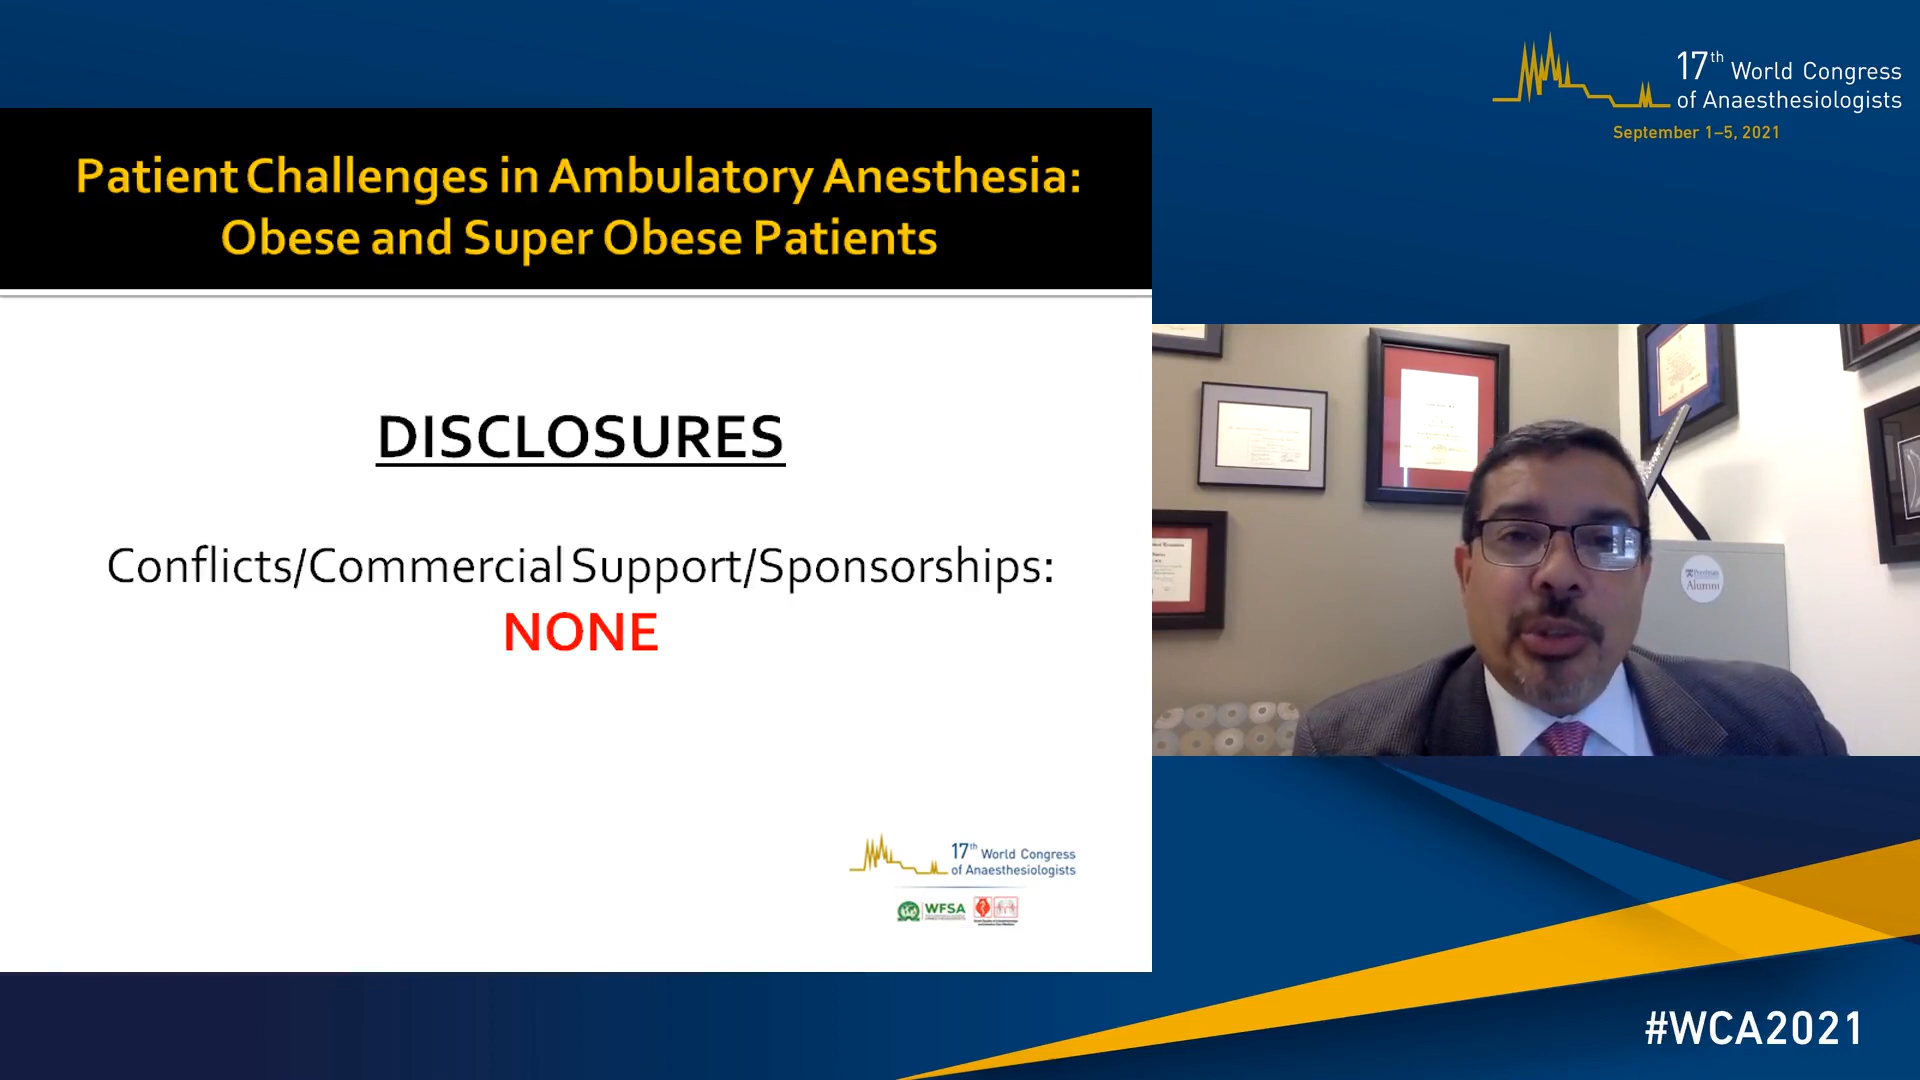 17th World Congress
of Anaesthesiologists
September 1–5, 2021
Patient Challenges in Ambulatory Anesthesia:
Obese and Super Obese Patients
DISCLOSURES
Conflicts/Commercial Support/Sponsorships:
NONE
Alumni
17th World Congress
of Anaesthesiologists
WFSA
#WCA2021